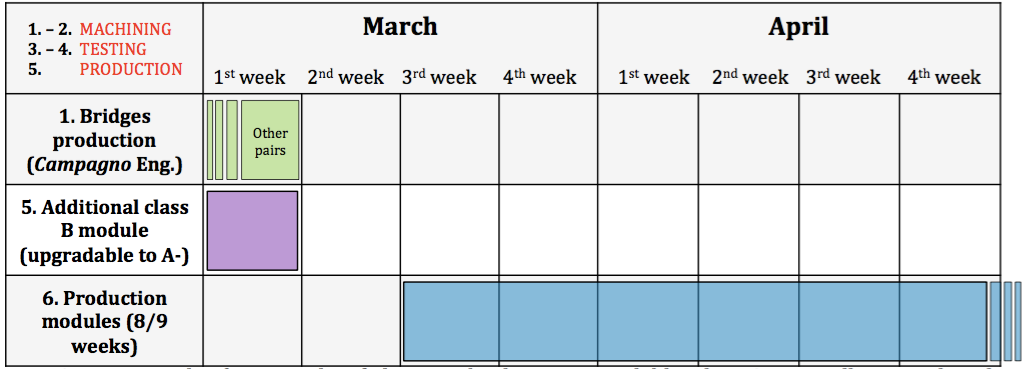 1. – 2. MACHINING
3. – 4. TESTING
5. PRODUCTION
March
April
1st week 2nd week 3rd week 4th week 1st week 2nd week 3rd week 4th week
1. Bridges
production
(Campagno Eng.)
Other
pairs
5. Additional class
B module
(upgradable to A-)
6. Production
modules (8/9
weeks)